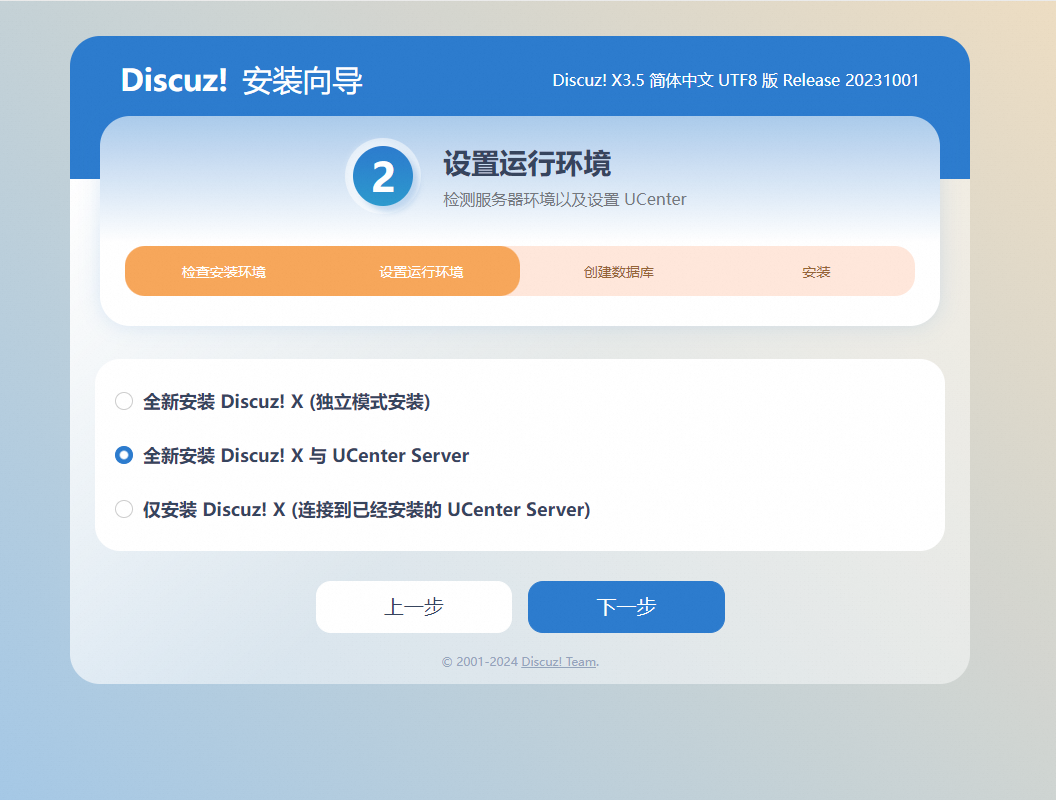 Discuz! 安装向导
Discuz! X3.5 简体中文 UTF8 版 Release 20231001
2
设置运行环境
检测服务器环境以及设置 UCenter
检查安装环境
设置运行环境
创建数据库
安装
全新安装 Discuz! X (独立模式安装)
全新安装 Discuz! X 与 UCenter Server
仅安装 Discuz! X (连接到已经安装的 UCenter Server)
上一步
下一步
© 2001-2024 Discuz! Team.